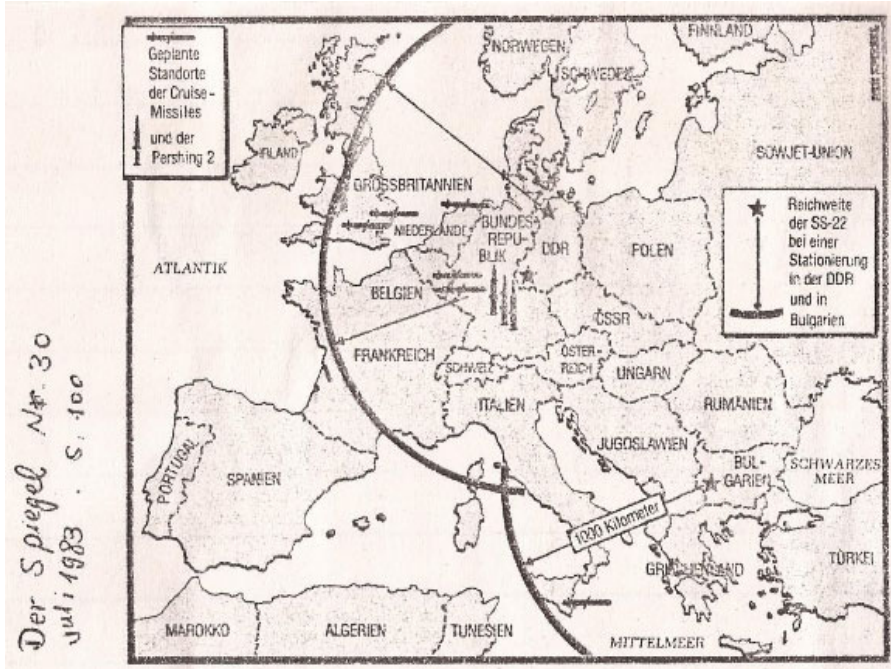 Geplante
Standorte
der Cruise-
Missiles
und der
Pershing 2
NORWEGEN
SCHWEDEN
FINNLAND
SOWJET-UNION
IRLAND
GROSSBRITANNIEN
NIEDERLANDE
BUNDES-
REPU-
BLIK
DDR
POLEN
Reichweite
der SS-22
bei einer
Stationierung
in der DDR
und in
Bulgarien
ATLANTIK
BELGIEN
CSSR
FRANKREICH
SCHWEIZ
ÖSTER-
REICH
UNGARN
ITALIEN
RUMÄNIEN
JUGOSLAWIEN
BUL-
GARIEN
SCHWARZES
MEER
PORTUGAL
SPANIEN
1000 Kilometer
GRIECHENLAND
TÜRKEI
MAROKKO
ALGERIEN
TUNESIEN
MITTELMEER
Der Spiegel Nr. 30
Juli 1983 . S. 100